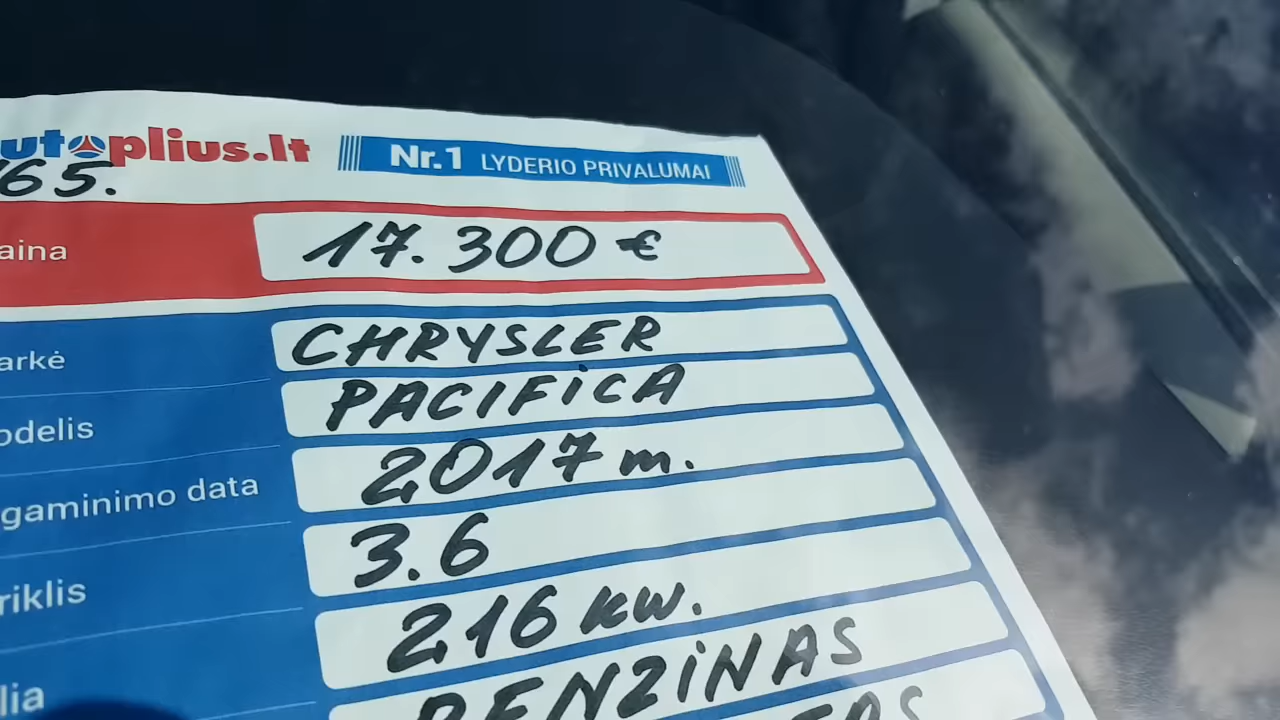 utoplius.lt
Nr.1 LYDERIO PRIVALUMAI
65.
aina 17.300 €
arkė CHRYSLER
odelis PACIFICA
gaminimo data 2017 m.
riklis 3.6
lia 216 kw.
BENZINAS